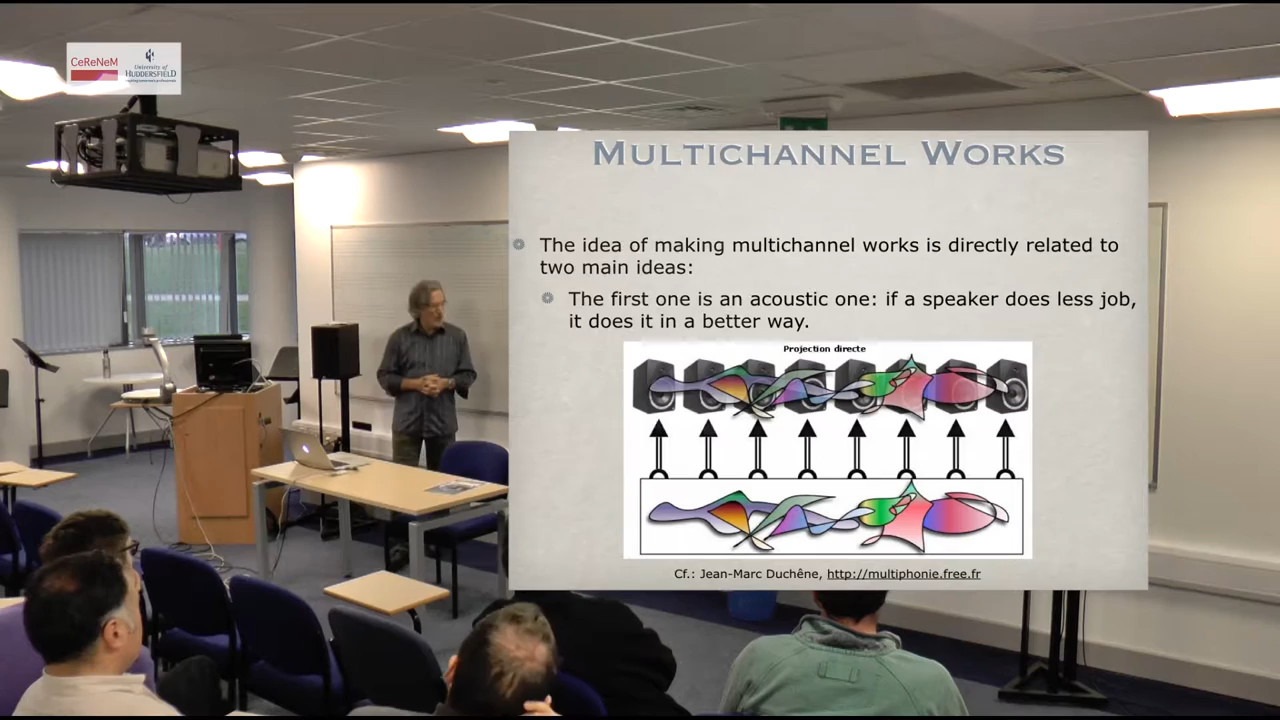 CeReNeM
University of
HUDDERSFIELD
MULTICHANNEL WORKS
The idea of making multichannel works is directly related to
two main ideas:
The first one is an acoustic one: if a speaker does less job,
it does it in a better way.
Projection directe
Cf.: Jean-Marc Duchêne, http://multiphonie.free.fr